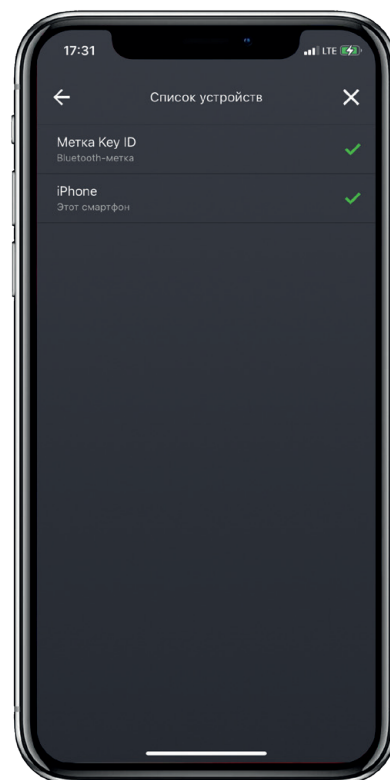 17:31
LTE
Список устройств
Метка Key ID
Bluetooth-метка
iPhone
Этот смартфон